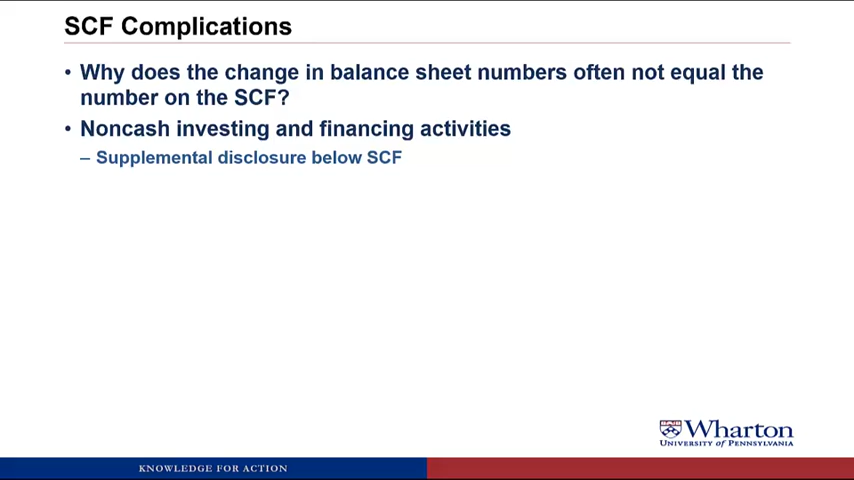 SCF Complications
• Why does the change in balance sheet numbers often not equal the
number on the SCF?
• Noncash investing and financing activities
– Supplemental disclosure below SCF
Wharton
UNIVERSITY of PENNSYLVANIA
KNOWLEDGE FOR ACTION